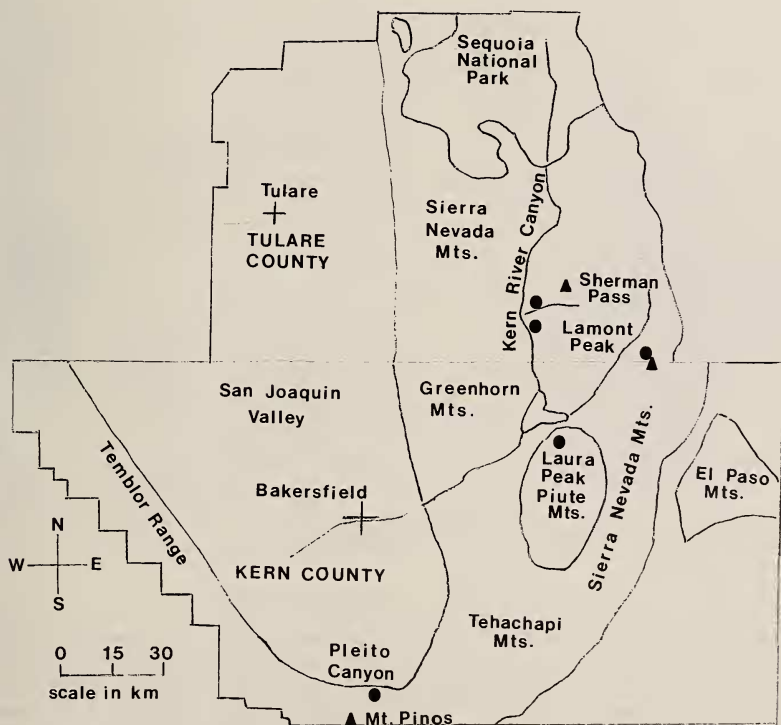 Sequoia
National
Park
Tulare
TULARE
COUNTY
Sierra
Nevada
Mts.
Kern River Canyon
Sherman
Pass
Lamont
Peak
San Joaquin
Valley
Greenhorn
Mts.
Temblor Range
Bakersfield
Laura
Peak
Piute
Mts.
Sierra Nevada Mts.
El Paso
Mts.
N
W E
S
KERN COUNTY
Tehachapi
Mts.
0 15 30
scale in km
Pleito
Canyon
Mt. Pinos